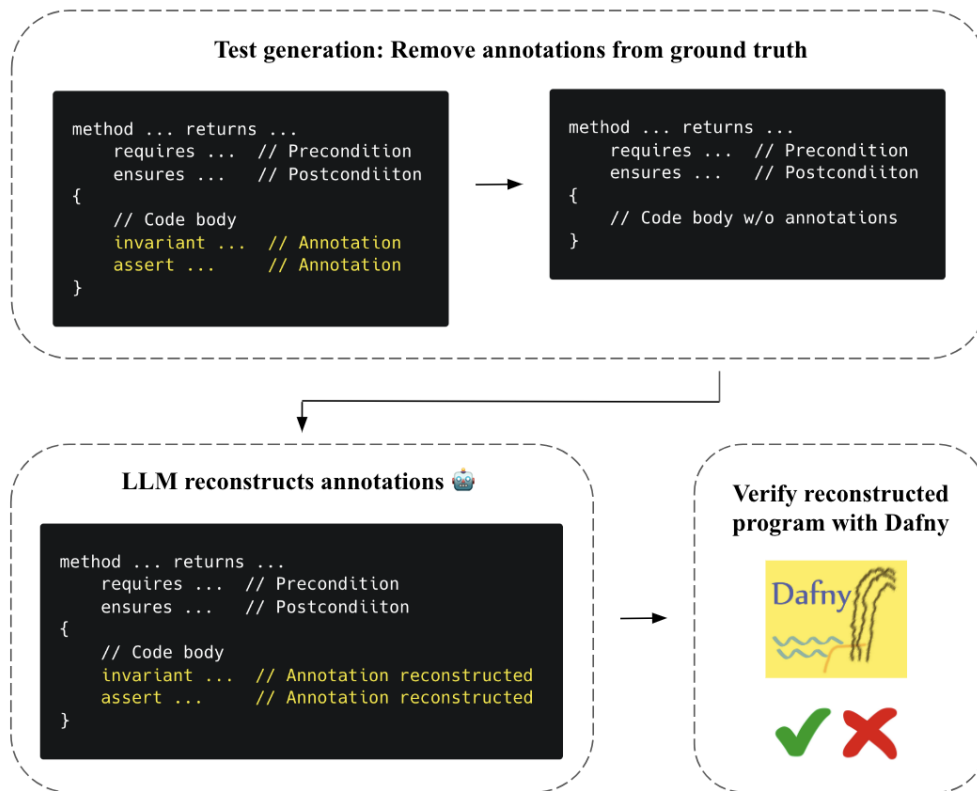 Test generation: Remove annotations from ground truth
method ... returns ...
    requires ...  // Precondition
    ensures ...   // Postcondiiton
{
    // Code body
    invariant ...  // Annotation
    assert ...     // Annotation
}
method ... returns ...
    requires ...  // Precondition
    ensures ...   // Postcondiiton
{
    // Code body w/o annotations
}
LLM reconstructs annotations 🤖
method ... returns ...
    requires ...  // Precondition
    ensures ...   // Postcondiiton
{
    // Code body
    invariant ...  // Annotation reconstructed
    assert ...     // Annotation reconstructed
}
Verify reconstructed
program with Dafny
Dafny